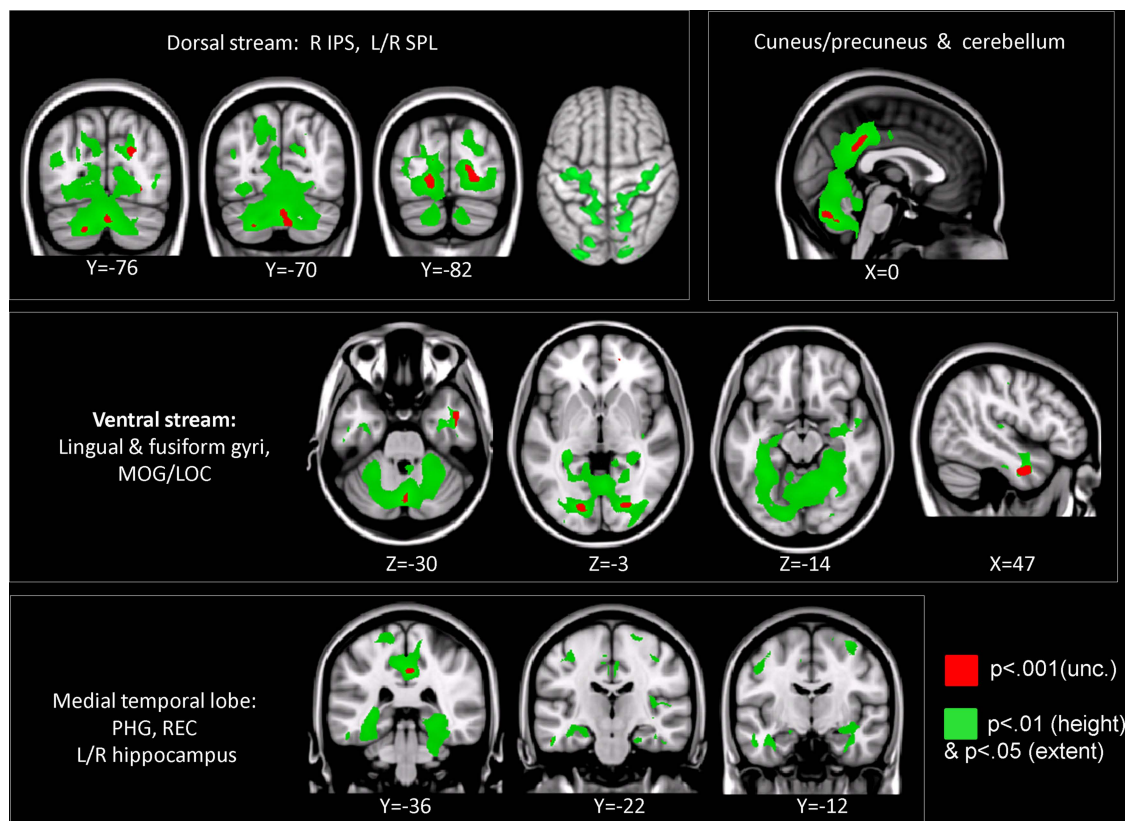 Dorsal stream: R IPS, L/R SPL
Y=-76
Y=-70
Y=-82
Cuneus/precuneus & cerebellum
X=0
Ventral stream:
Lingual & fusiform gyri,
MOG/LOC
Z=-30
Z=-3
Z=-14
X=47
Medial temporal lobe:
PHG, REC
L/R hippocampus
Y=-36
Y=-22
Y=-12
p<.001(unc.)
p<.01 (height)
& p<.05 (extent)